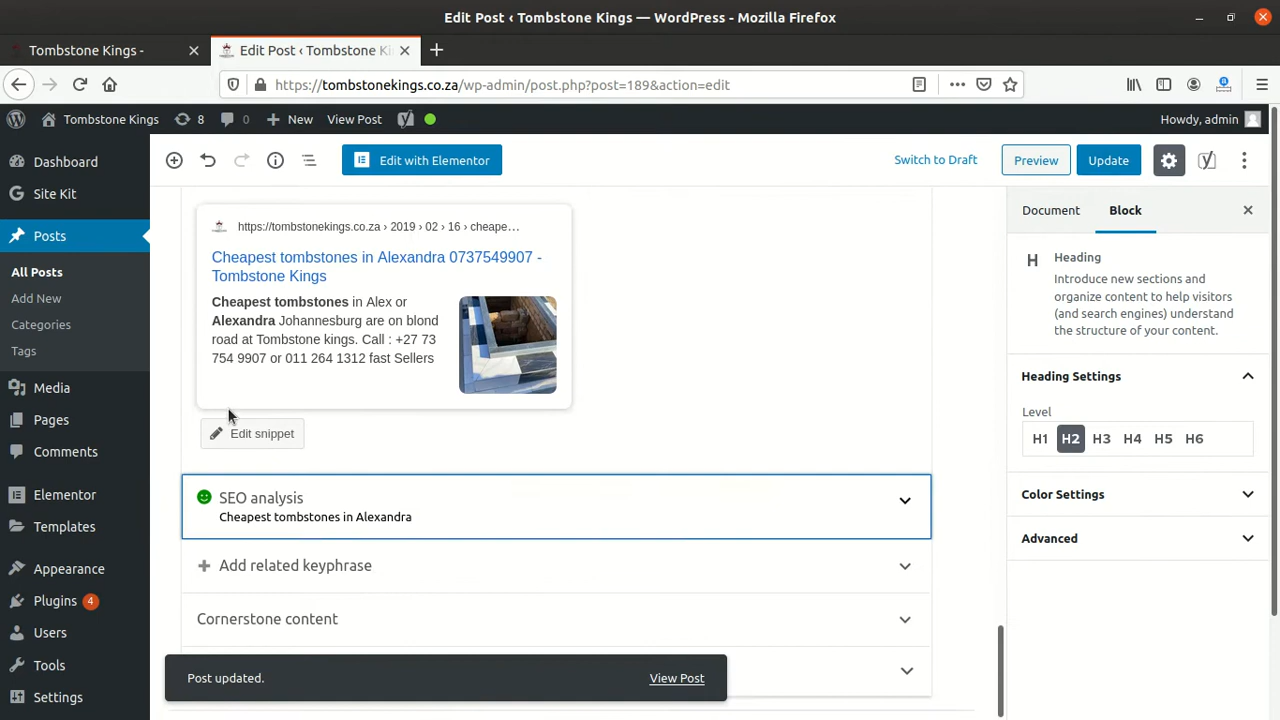 Edit Post ‹ Tombstone Kings — WordPress - Mozilla Firefox
Tombstone Kings -
Edit Post ‹ Tombstone Ki
https://tombstonekings.co.za/wp-admin/post.php?post=189&action=edit
Tombstone Kings
8
0
New
View Post
Howdy, admin
Dashboard
Site Kit
Posts
All Posts
Add New
Categories
Tags
Media
Pages
Comments
Elementor
Templates
Appearance
Plugins 4
Users
Tools
Settings
Edit with Elementor
Switch to Draft
Preview
Update
https://tombstonekings.co.za › 2019 › 02 › 16 › cheape…
Cheapest tombstones in Alexandra 0737549907 -
Tombstone Kings
Cheapest tombstones in Alex or
Alexandra Johannesburg are on blond
road at Tombstone kings. Call : +27 73
754 9907 or 011 264 1312 fast Sellers
Edit snippet
SEO analysis
Cheapest tombstones in Alexandra
Add related keyphrase
Cornerstone content
Post updated.
View Post
Document
Block
Heading
Introduce new sections and
organize content to help visitors
(and search engines) understand
the structure of your content.
Heading Settings
Level
H1 H2 H3 H4 H5 H6
Color Settings
Advanced